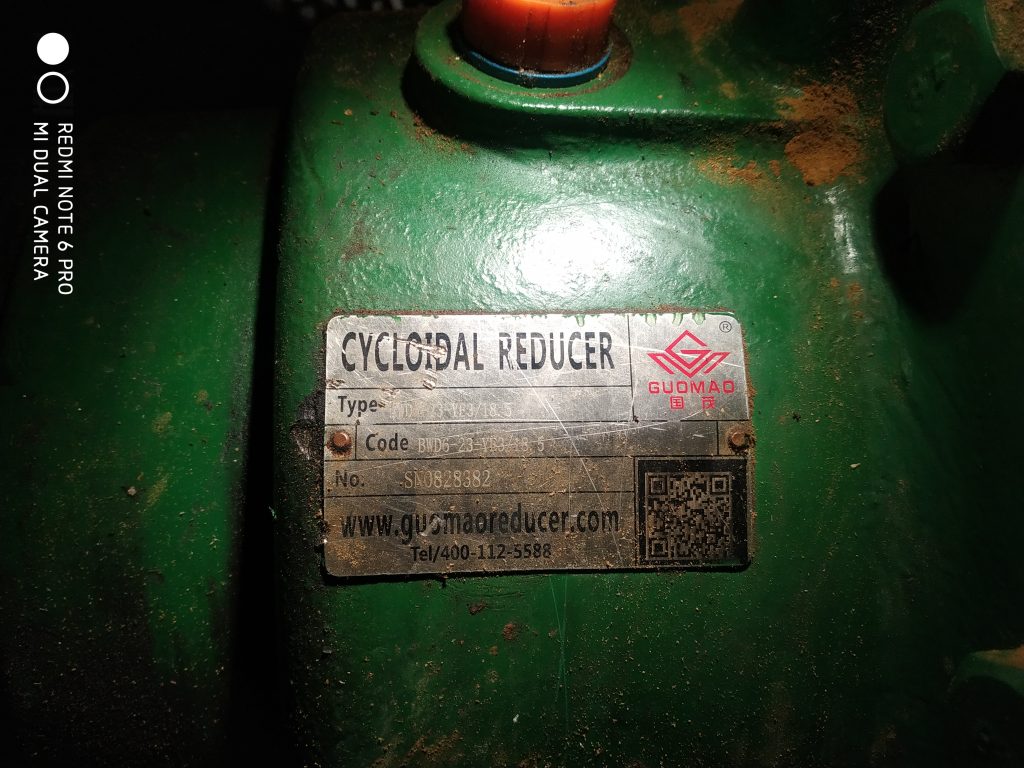 REDMI NOTE 6 PRO
MI DUAL CAMERA
CYCLOIDAL REDUCER
®
GUOMAO
国茂
Type
Code BWD6-23-YE3-18.5
No. SN0828382
www.guomaoreducer.com
Tel/400-112-5588